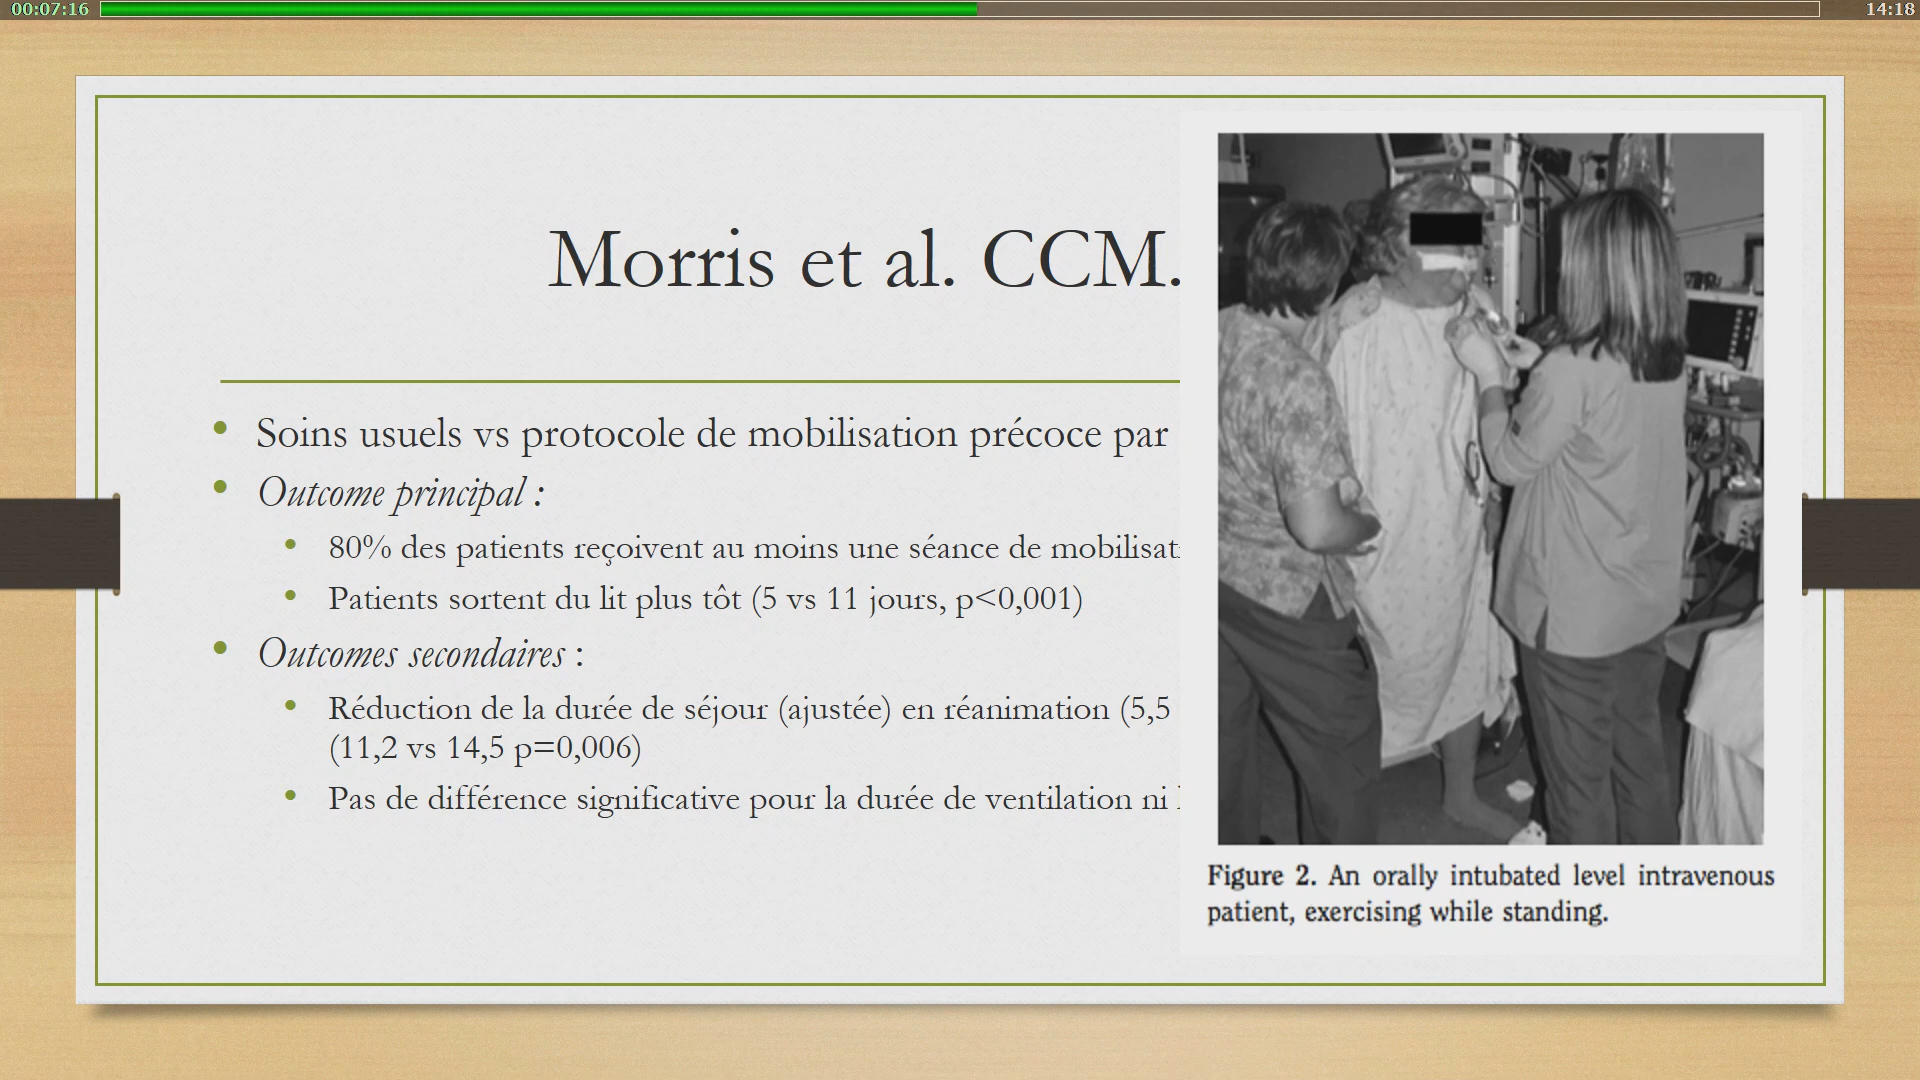 00:07:16
14:18
Morris et al. CCM.
Soins usuels vs protocole de mobilisation précoce par
Outcome principal :
80% des patients reçoivent au moins une séance de
Patients sortent du lit plus tôt (5 vs 11 jours, p<0,001)
Outcomes secondaires :
Réduction de la durée de séjour (ajustée) en réanimation (5,5
(11,2 vs 14,5 p=0,006)
Pas de différence significative pour la durée de ventilation ni
Figure 2. An orally intubated level intravenous
patient, exercising while standing.